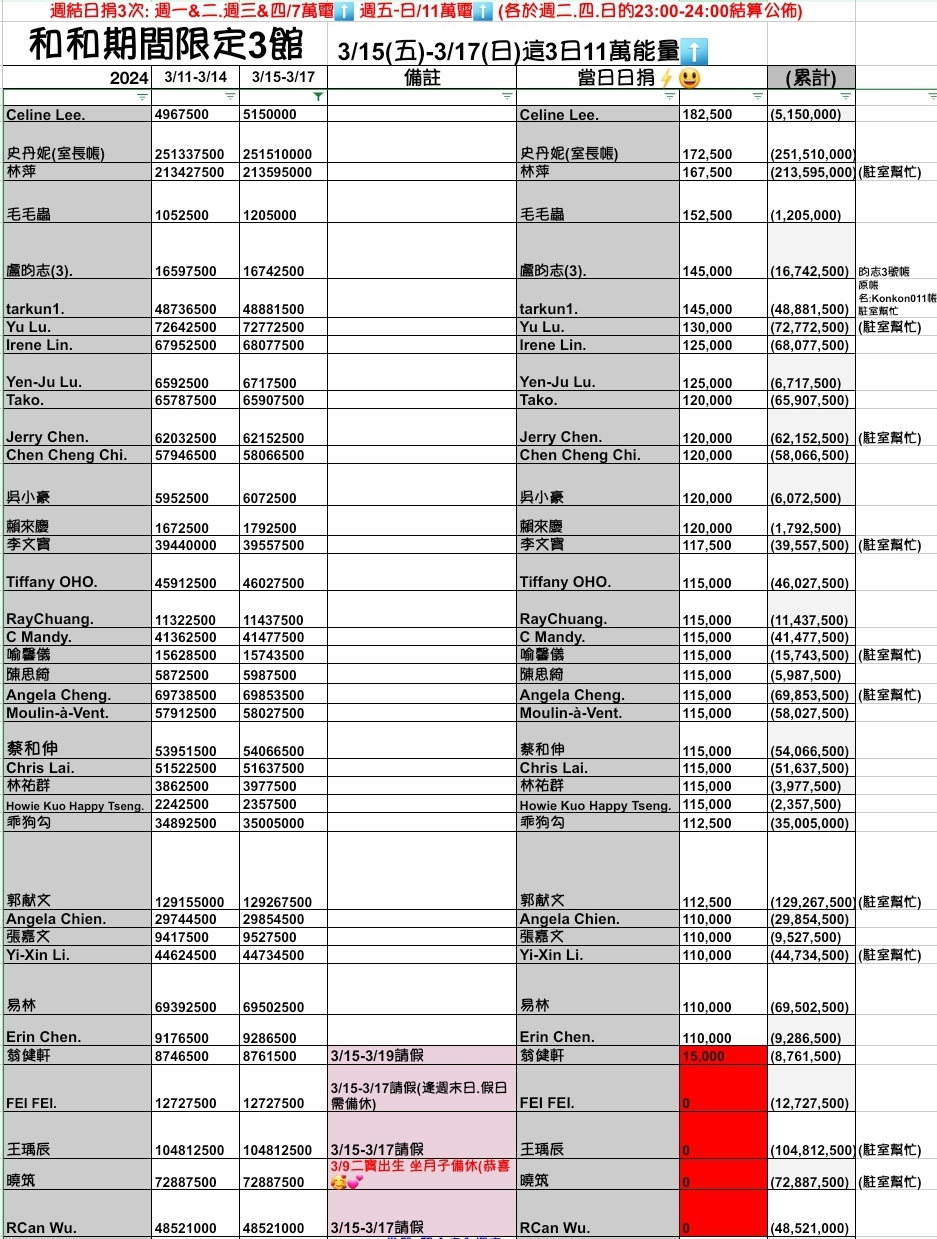 週結日捐3次: 週一&二.週三&四/7萬電⬆️ 週五-日/11萬電⬆️ (各於週二.四.日的23:00-24:00結算公佈)
和和期間限定3館 3/15(五)-3/17(日)這3日11萬能量⬆️
2024 3/11-3/14 3/15-3/17 備註 當日日捐⚡😃 (累計)
Celine Lee. 4967500 5150000 Celine Lee. 182,500 (5,150,000)
史丹妮(室長帳) 251337500 251510000 史丹妮(室長帳) 172,500 (251,510,000)
林萍 213427500 213595000 林萍 167,500 (213,595,000) (駐室幫忙)
毛毛蟲 1052500 1205000 毛毛蟲 152,500 (1,205,000)
盧昀志(3). 16597500 16742500 盧昀志(3). 145,000 (16,742,500) 昀志3號帳
原帳
名:Konkon011帳
tarkun1. 48736500 48881500 tarkun1. 145,000 (48,881,500) 駐室幫忙
Yu Lu. 72642500 72772500 Yu Lu. 130,000 (72,772,500) (駐室幫忙)
Irene Lin. 67952500 68077500 Irene Lin. 125,000 (68,077,500)
Yen-Ju Lu. 6592500 6717500 Yen-Ju Lu. 125,000 (6,717,500)
Tako. 65787500 65907500 Tako. 120,000 (65,907,500)
Jerry Chen. 62032500 62152500 Jerry Chen. 120,000 (62,152,500) (駐室幫忙)
Chen Cheng Chi. 57946500 58066500 Chen Cheng Chi. 120,000 (58,066,500)
吳小豪 5952500 6072500 吳小豪 120,000 (6,072,500)
賴來慶 1672500 1792500 賴來慶 120,000 (1,792,500)
李文寶 39440000 39557500 李文寶 117,500 (39,557,500) (駐室幫忙)
Tiffany OHO. 45912500 46027500 Tiffany OHO. 115,000 (46,027,500)
RayChuang. 11322500 11437500 RayChuang. 115,000 (11,437,500)
C Mandy. 41362500 41477500 C Mandy. 115,000 (41,477,500)
喻馨儀 15628500 15743500 喻馨儀 115,000 (15,743,500) (駐室幫忙)
陳思綺 5872500 5987500 陳思綺 115,000 (5,987,500)
Angela Cheng. 69738500 69853500 Angela Cheng. 115,000 (69,853,500) (駐室幫忙)
Moulin-à-Vent. 57912500 58027500 Moulin-à-Vent. 115,000 (58,027,500)
蔡和伸 53951500 54066500 蔡和伸 115,000 (54,066,500)
Chris Lai. 51522500 51637500 Chris Lai. 115,000 (51,637,500)
林祐群 3862500 3977500 林祐群 115,000 (3,977,500)
Howie Kuo Happy Tseng. 2242500 2357500 Howie Kuo Happy Tseng. 115,000 (2,357,500)
乖狗勾 34892500 35005000 乖狗勾 112,500 (35,005,000)
郭献文 129155000 129267500 郭献文 112,500 (129,267,500) (駐室幫忙)
Angela Chien. 29744500 29854500 Angela Chien. 110,000 (29,854,500)
張嘉文 9417500 9527500 張嘉文 110,000 (9,527,500)
Yi-Xin Li. 44624500 44734500 Yi-Xin Li. 110,000 (44,734,500) (駐室幫忙)
易林 69392500 69502500 易林 110,000 (69,502,500)
Erin Chen. 9176500 9286500 Erin Chen. 110,000 (9,286,500)
翁健軒 8746500 8761500 3/15-3/19請假 翁健軒 15,000 (8,761,500)
3/15-3/17請假(逢週末日.假日
FEI FEI. 12727500 12727500 需備休) FEI FEI. 0 (12,727,500)
王瑀辰 104812500 104812500 3/15-3/17請假 王瑀辰 0 (104,812,500) (駐室幫忙)
3/9二寶出生 坐月子備休(恭喜
曉筑 72887500 72887500 🥰💕 曉筑 0 (72,887,500) (駐室幫忙)
RCan Wu. 48521000 48521000 3/15-3/17請假 RCan Wu. 0 (48,521,000)